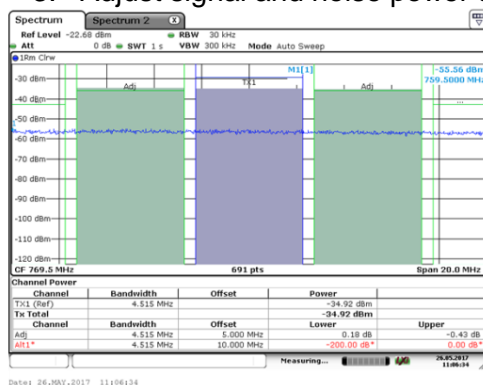 Spectrum Spectrum 2 X
Ref Level -22.68 dBm RBW 30 kHz
Att 0 dB SWT 1 s VBW 300 kHz Mode Auto Sweep
1Rm Clrw
M1[1] -55.56 dBm
759.5000 MHz
-30 dBm
Adj TX1 Adj
-40 dBm
-60 dBm
-70 dBm
-80 dBm
-90 dBm
-100 dBm
-110 dBm
-120 dBm
CF 769.5 MHz 691 pts Span 20.0 MHz
Channel Power
Channel Bandwidth Offset Power
TX1 (Ref) 4.515 MHz -34.92 dBm
Tx Total -34.92 dBm
Channel Bandwidth Offset Lower Upper
Adj 4.515 MHz 5.000 MHz 0.18 dB -0.43 dB
Alt1* 4.515 MHz 10.000 MHz -200.00 dB* 0.00 dB*
Measuring... 26.05.2017
11:06:34
Date: 26.MAY.2017 11:06:34